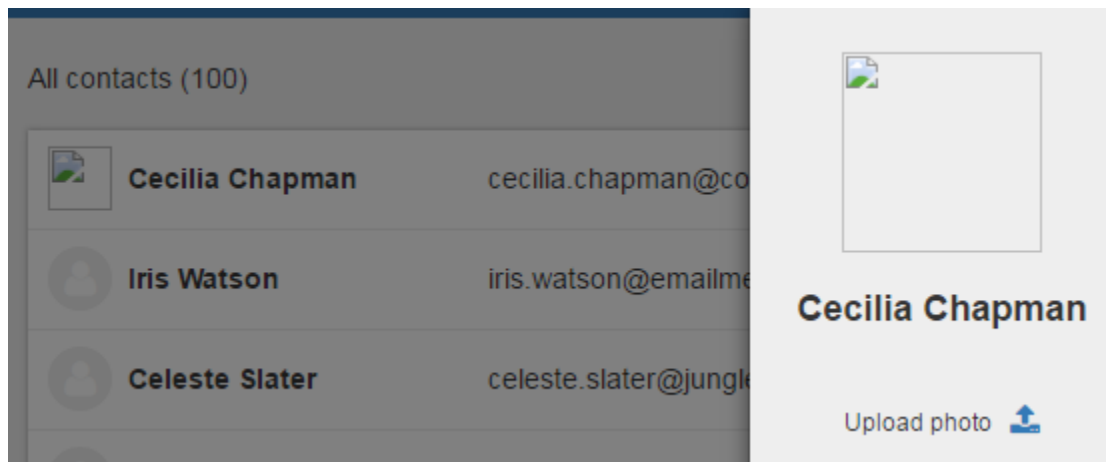 All contacts (100)
Cecilia Chapman cecilia.chapman@co
Iris Watson iris.watson@emailme
Celeste Slater celeste.slater@jungle
Cecilia Chapman
Upload photo